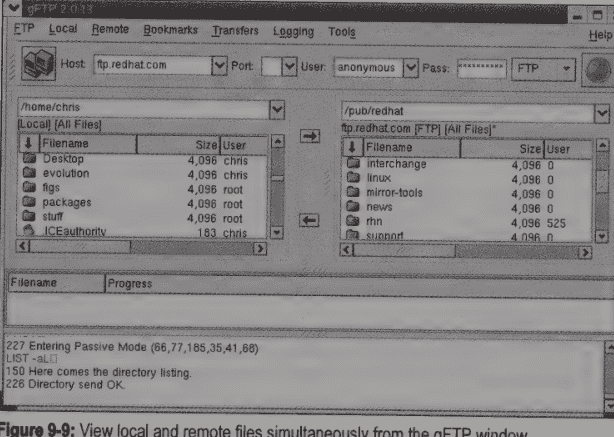 gFTP 2.0.13
FTP Local Remote Bookmarks Transfers Logging Tools Help
Host: ftp.redhat.com Port: User: anonymous Pass: ********** FTP
/home/chris
[Local] [All Files]
Filename Size User
Desktop 4,096 chris
evolution 4,096 chris
figs 4,096 root
packages 4,096 root
stuff 4,096 root
.ICEauthority 183 chris
/pub/redhat
ftp.redhat.com [FTP] [All Files]*
Filename Size User
interchange 4,096 0
linux 4,096 0
mirror-tools 4,096 0
news 4,096 0
rhn 4,096 525
support 4,096 0
Filename Progress
227 Entering Passive Mode (66,77,185,35,41,68)
LIST -aL
150 Here comes the directory listing.
226 Directory send OK.
Figure 9-9: View local and remote files simultaneously from the gFTP window.